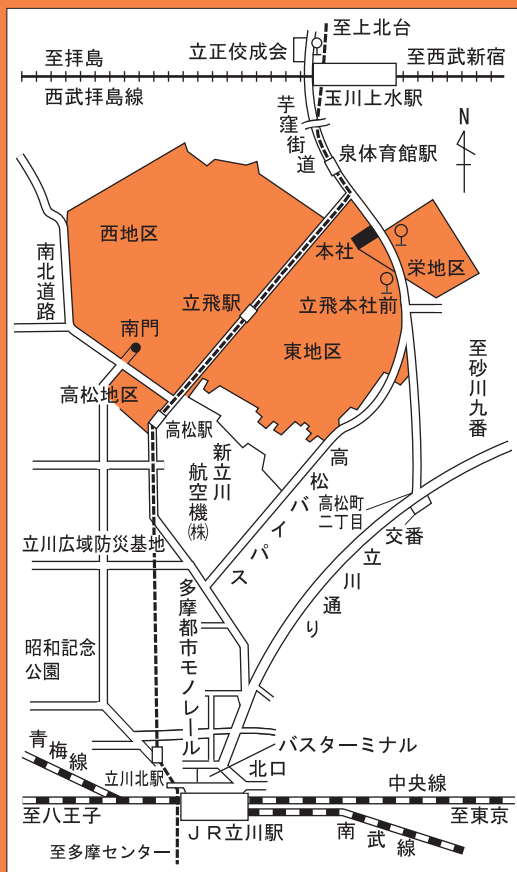 至上北台
立正佼成会
至拝島
至西武新宿
西武拝島線
玉川上水駅
芋窪街道
泉体育館駅
N
西地区
本社
栄地区
南北道路
立飛駅
立飛本社前
南門
東地区
至砂川九番
高松地区
高松駅
新立川航空機㈱
高松バイパス
高松町
二丁目
交番
立川広域防災基地
立川通り
多摩都市モノレール
昭和記念
公園
バスターミナル
青梅線
立川北駅
北口
中央線
至八王子
至東京
JR立川駅
南武線
至多摩センター